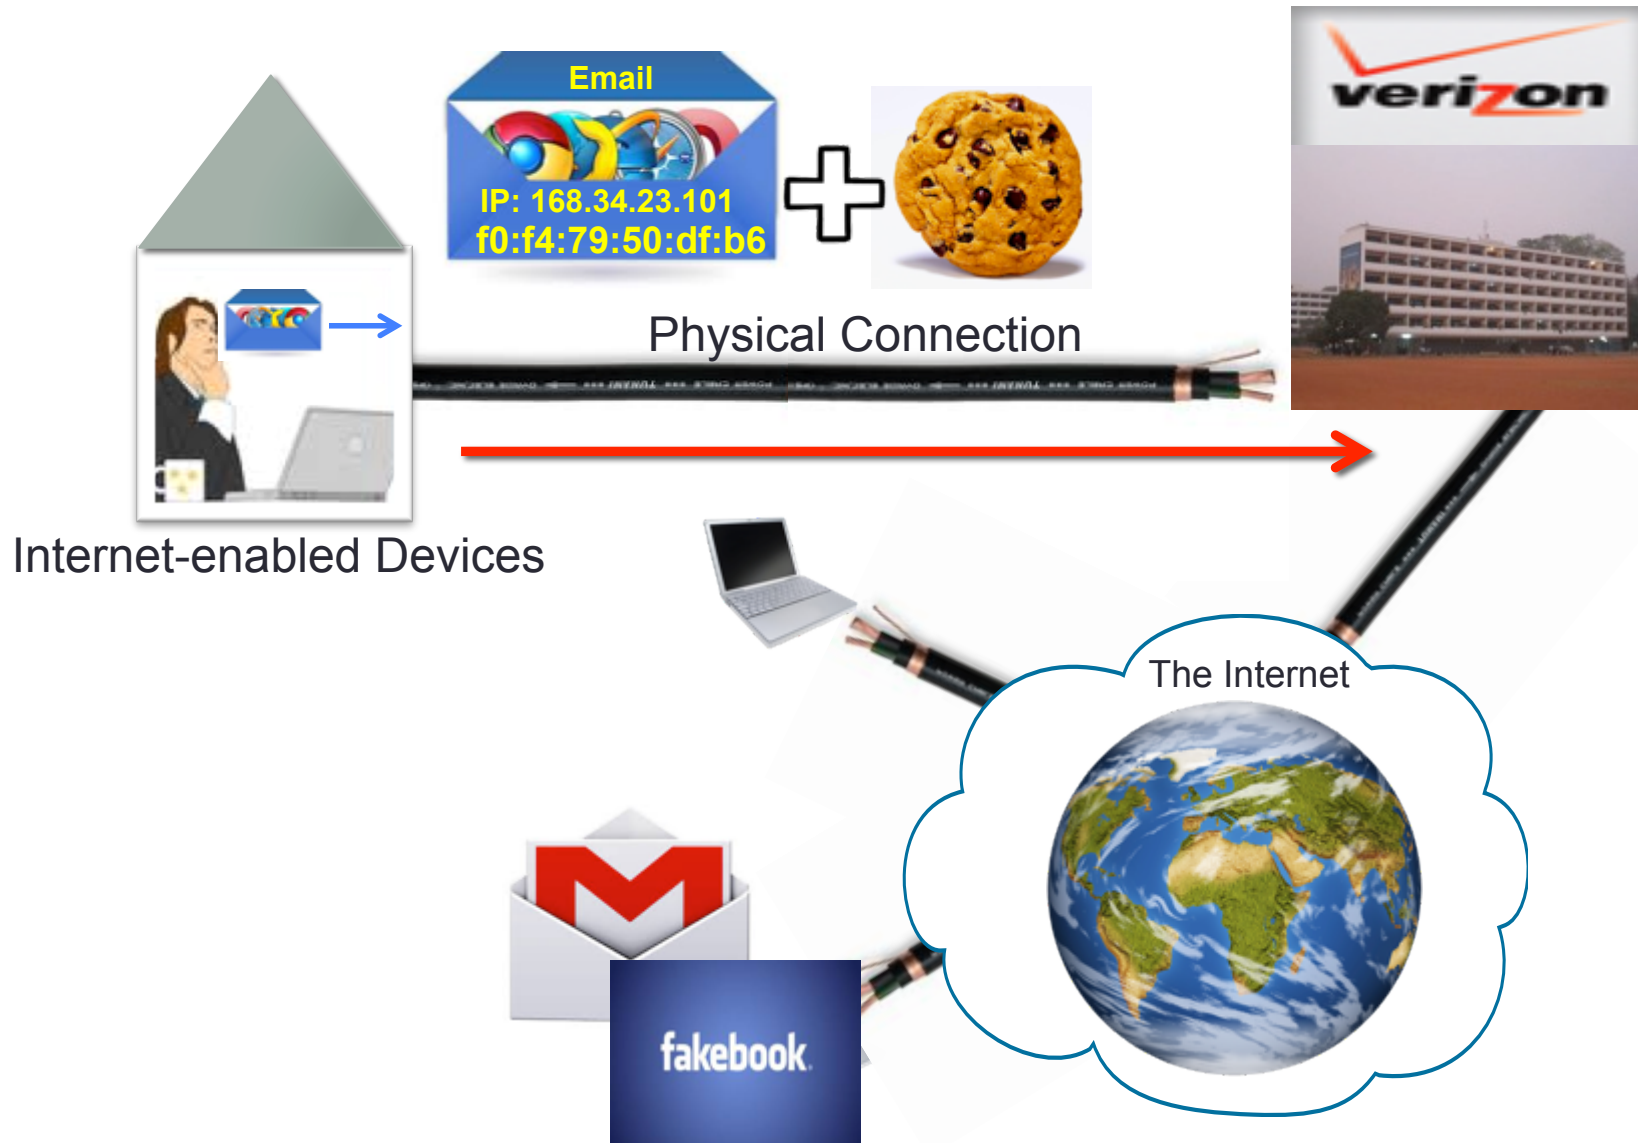 Email
IP: 168.34.23.101
f0:f4:79:50:df:b6
verizon
Physical Connection
Internet-enabled Devices
The Internet
fakebook.